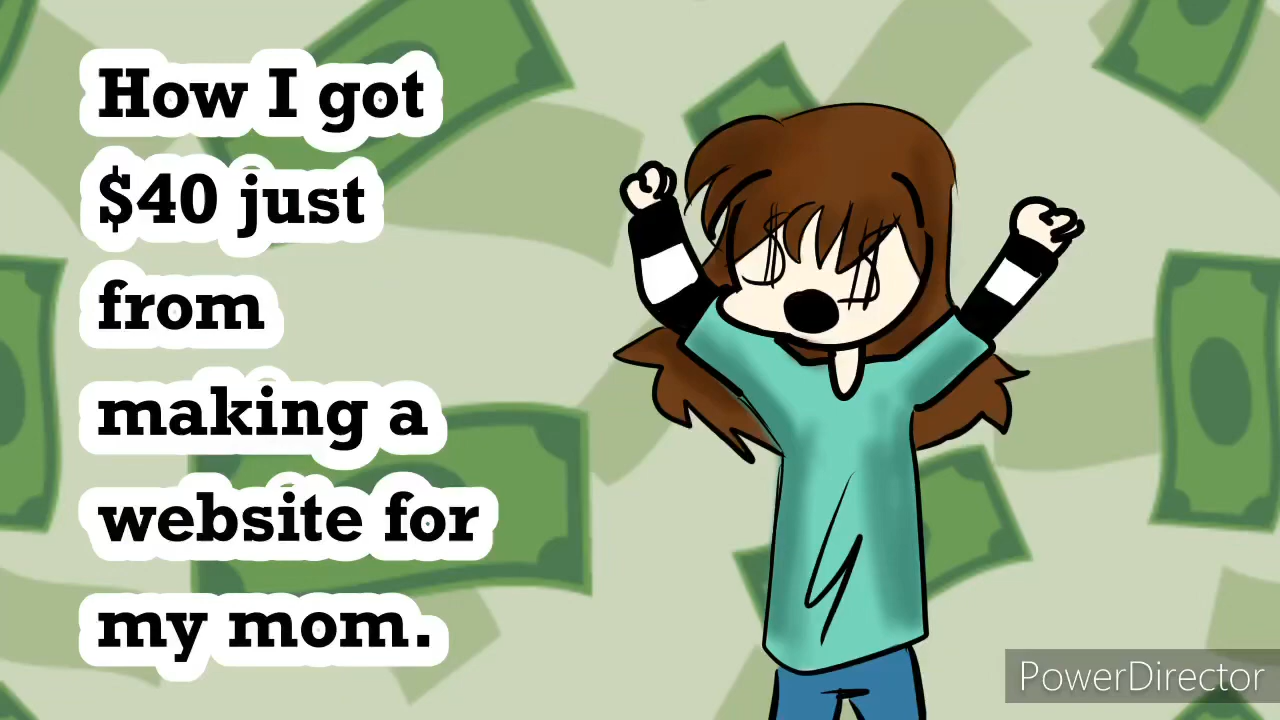 How I got
$40 just
from
making a
website for
my mom.
PowerDirector